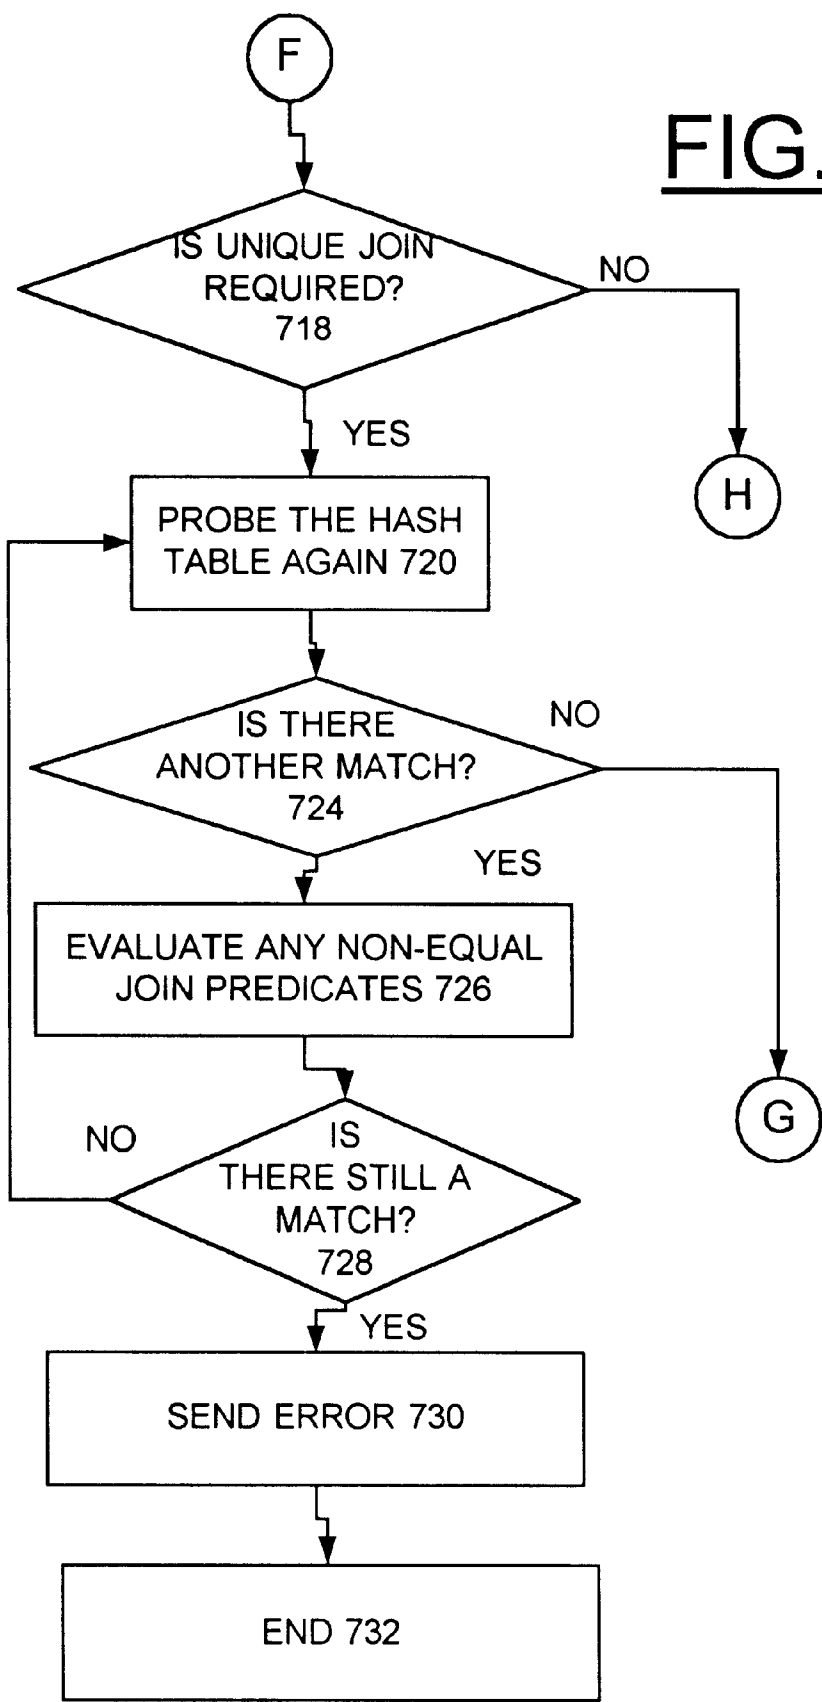 F
FIG.
IS UNIQUE JOIN
REQUIRED?
718
NO
YES
H
PROBE THE HASH
TABLE AGAIN 720
IS THERE
ANOTHER MATCH?
724
NO
YES
EVALUATE ANY NON-EQUAL
JOIN PREDICATES 726
G
NO
IS
THERE STILL A
MATCH?
728
YES
SEND ERROR 730
END 732